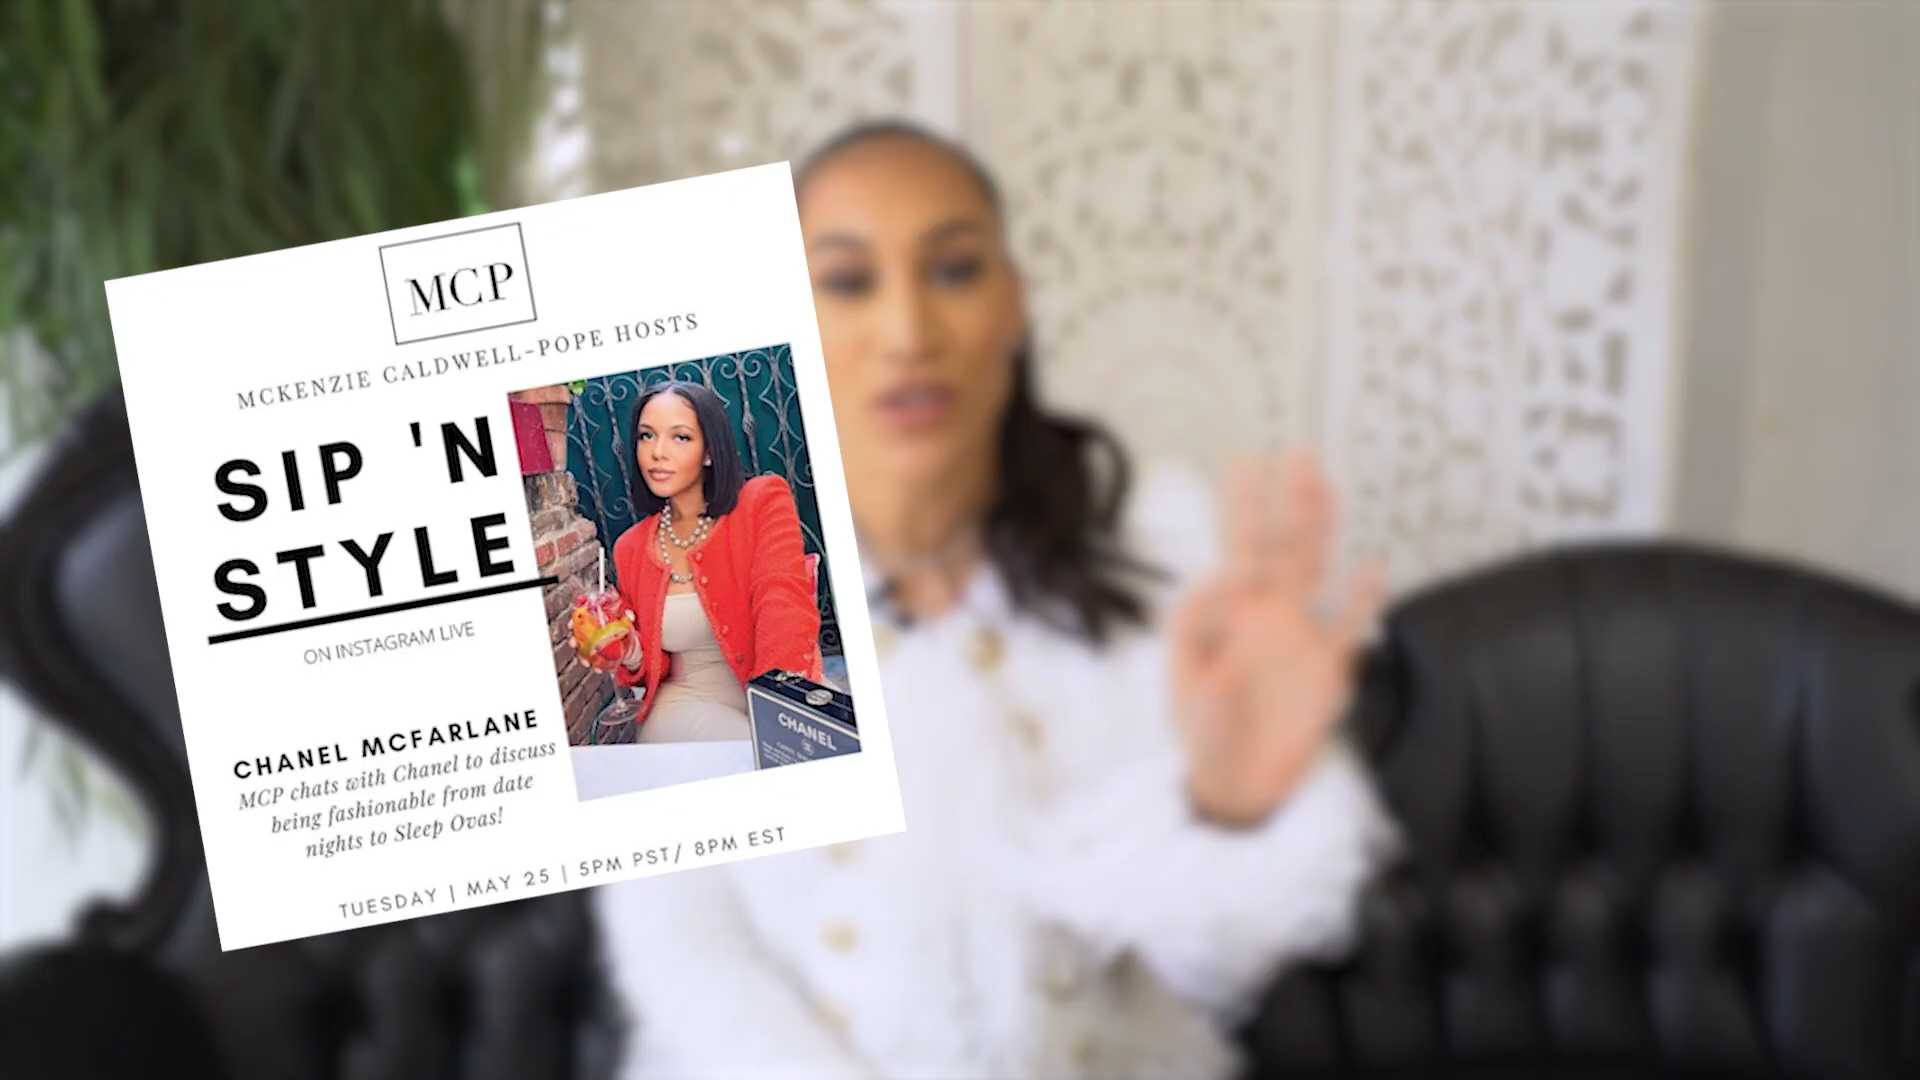 MCP
MCKENZIE CALDWELL-POPE HOSTS
SIP 'N
STYLE
ON INSTAGRAM LIVE
CHANEL MCFARLANE
MCP chats with Chanel to discuss
being fashionable from date
nights to Sleep Ovas!
CHANEL
TUESDAY | MAY 25 | 5PM PST/ 8PM EST